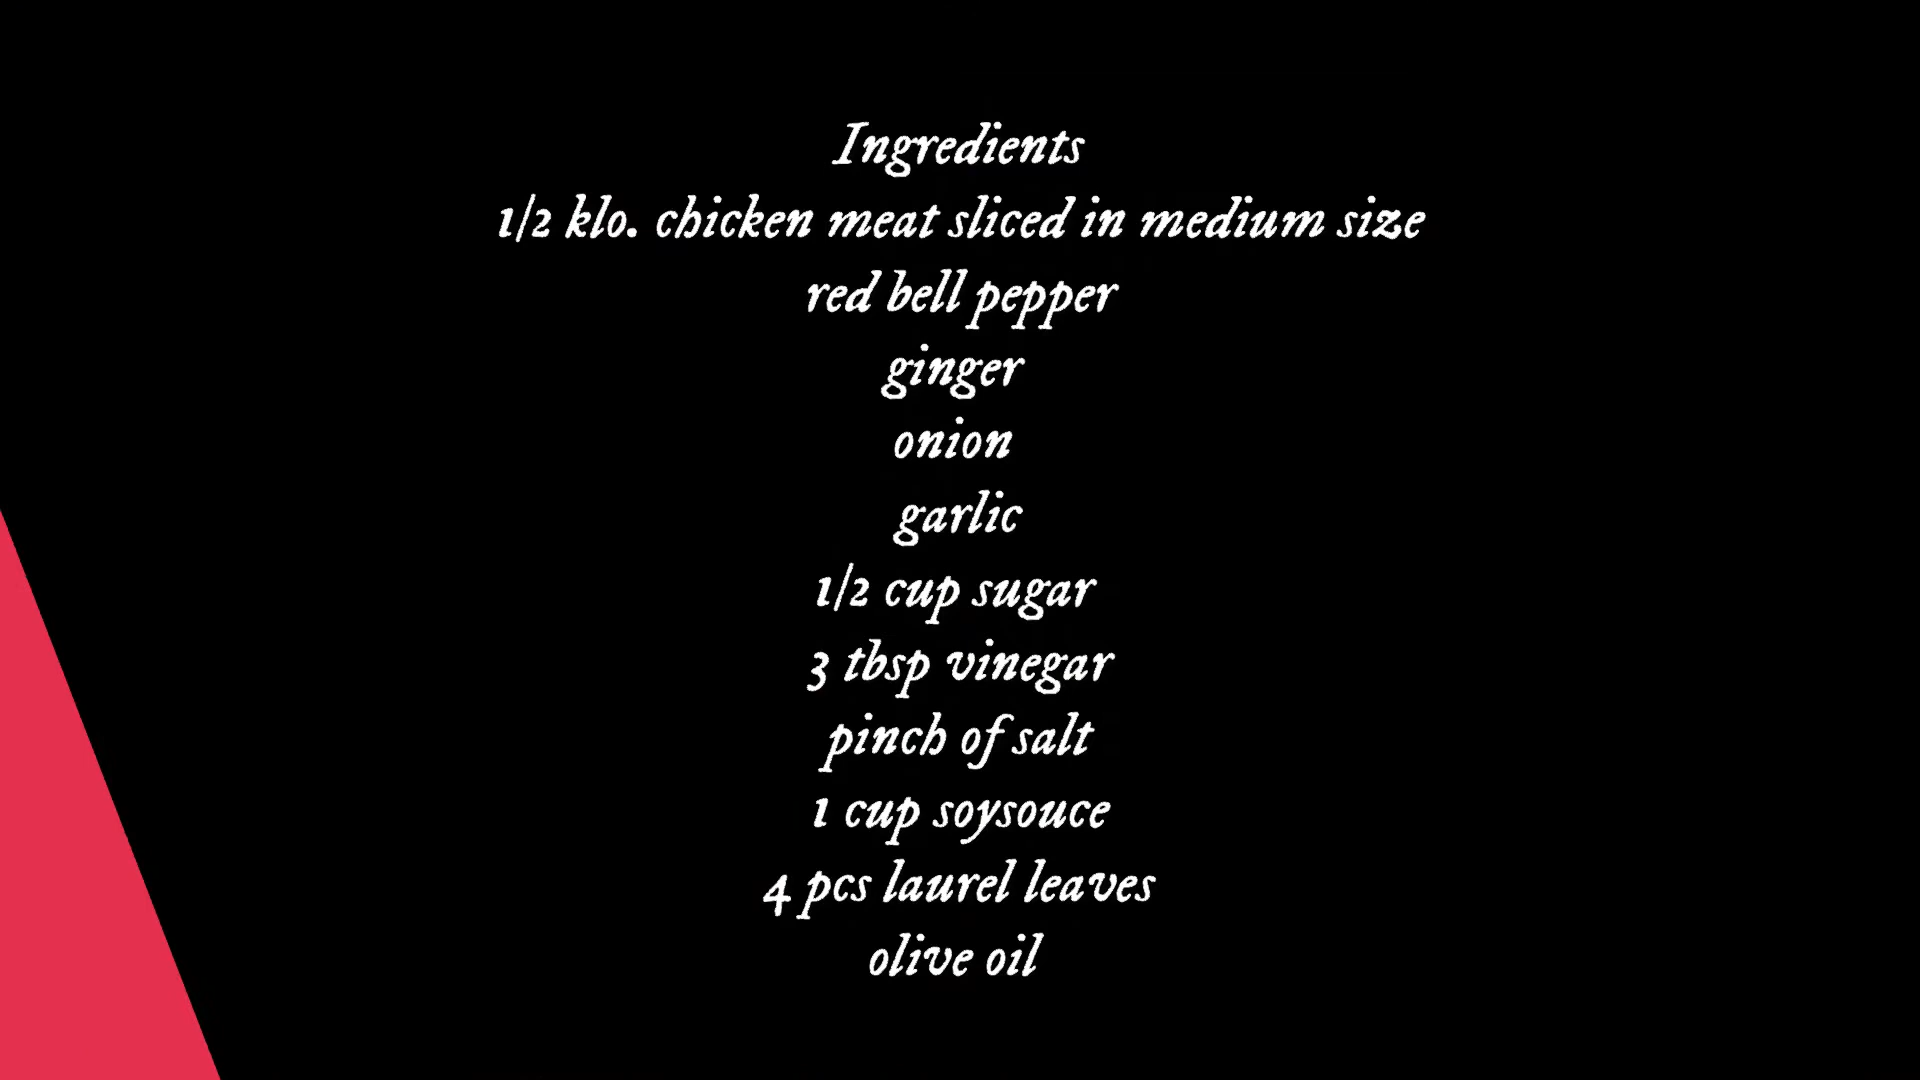 Ingredients
1/2 klo. chicken meat sliced in medium size
red bell pepper
ginger
onion
garlic
1/2 cup sugar
3 tbsp vinegar
pinch of salt
1 cup soysouce
4 pcs laurel leaves
olive oil